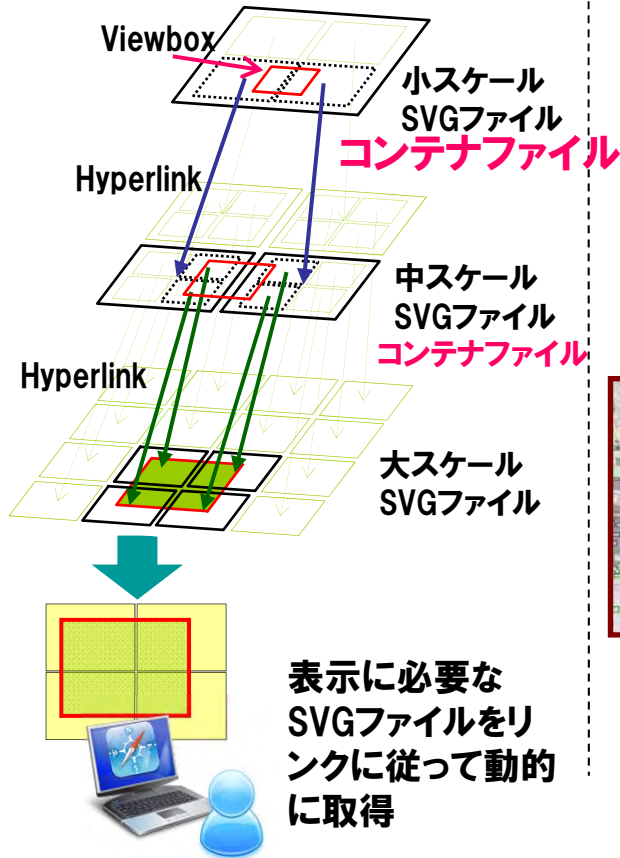 Viewbox
小スケール
SVGファイル
コンテナファイル
Hyperlink
中スケール
SVGファイル
コンテナファイル
Hyperlink
大スケール
SVGファイル
表示に必要な
SVGファイルをリ
ンクに従って動的
に取得